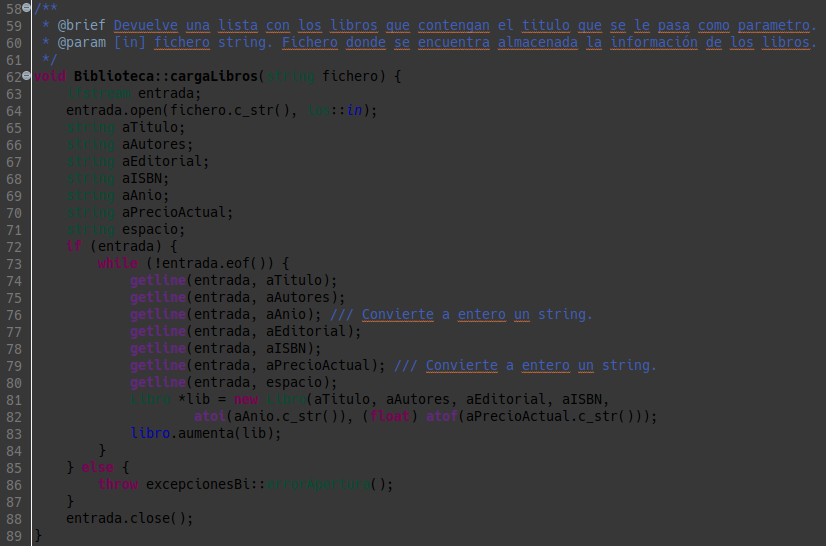 58 /**
59 * @brief Devuelve una lista con los libros que contengan el titulo que se le pasa como parametro.
60 * @param [in] fichero string. Fichero donde se encuentra almacenada la información de los libros.
61 */
62 void Biblioteca::cargaLibros(string fichero) {
63 ifstream entrada;
64 entrada.open(fichero.c_str(), ios::in);
65 string aTitulo;
66 string aAutores;
67 string aEditorial;
68 string aISBN;
69 string aAnio;
70 string aPrecioActual;
71 string espacio;
72 if (entrada) {
73 while (!entrada.eof()) {
74 getline(entrada, aTitulo);
75 getline(entrada, aAutores);
76 getline(entrada, aAnio); /// Convierte a entero un string.
77 getline(entrada, aEditorial);
78 getline(entrada, aISBN);
79 getline(entrada, aPrecioActual); /// Convierte a entero un string.
80 getline(entrada, espacio);
81 Libro *lib = new Libro(aTitulo, aAutores, aEditorial, aISBN,
82 atoi(aAnio.c_str()), (float) atof(aPrecioActual.c_str()));
83 libro.aumenta(lib);
84 }
85 } else {
86 throw excepcionesBi::();
87 }
88 entrada.close();
89 }